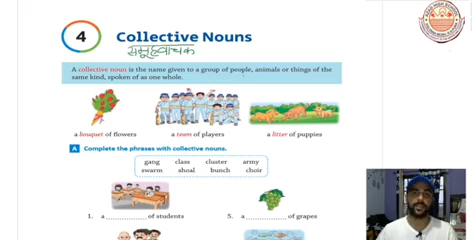 4
Collective Nouns
समूहवाचक
A collective noun is the name given to a group of people, animals or things of
the same kind, spoken of as one whole.
a bouquet of flowers a team of players a litter of puppies
A Complete the phrases with collective nouns.
gang class cluster army
swarm shoal bunch choir
1. a ............... of students 5. a ............... of grapes